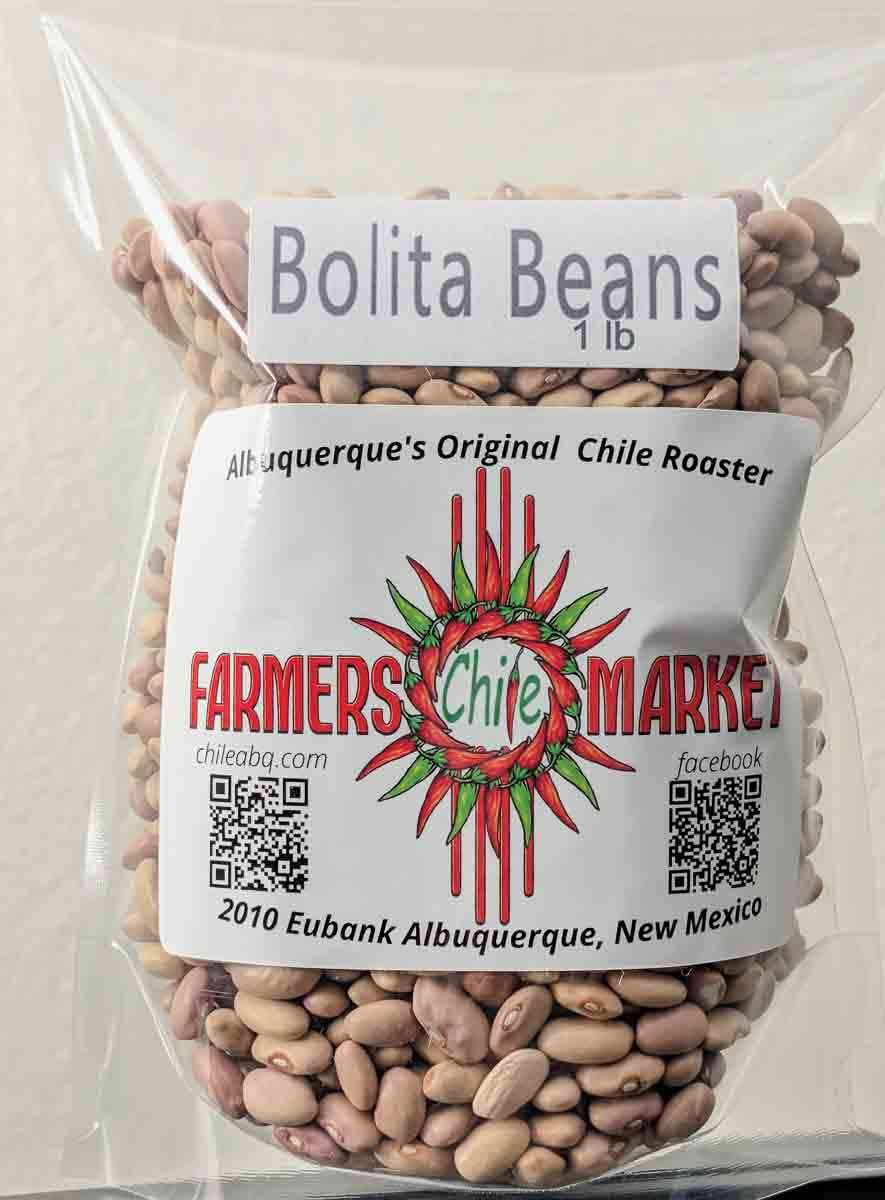 Bolita Beans
1 lb
Albuquerque's Original Chile Roaster
FARMERS Chile MARKET
chileabq.com
facebook
2010 Eubank Albuquerque, New Mexico